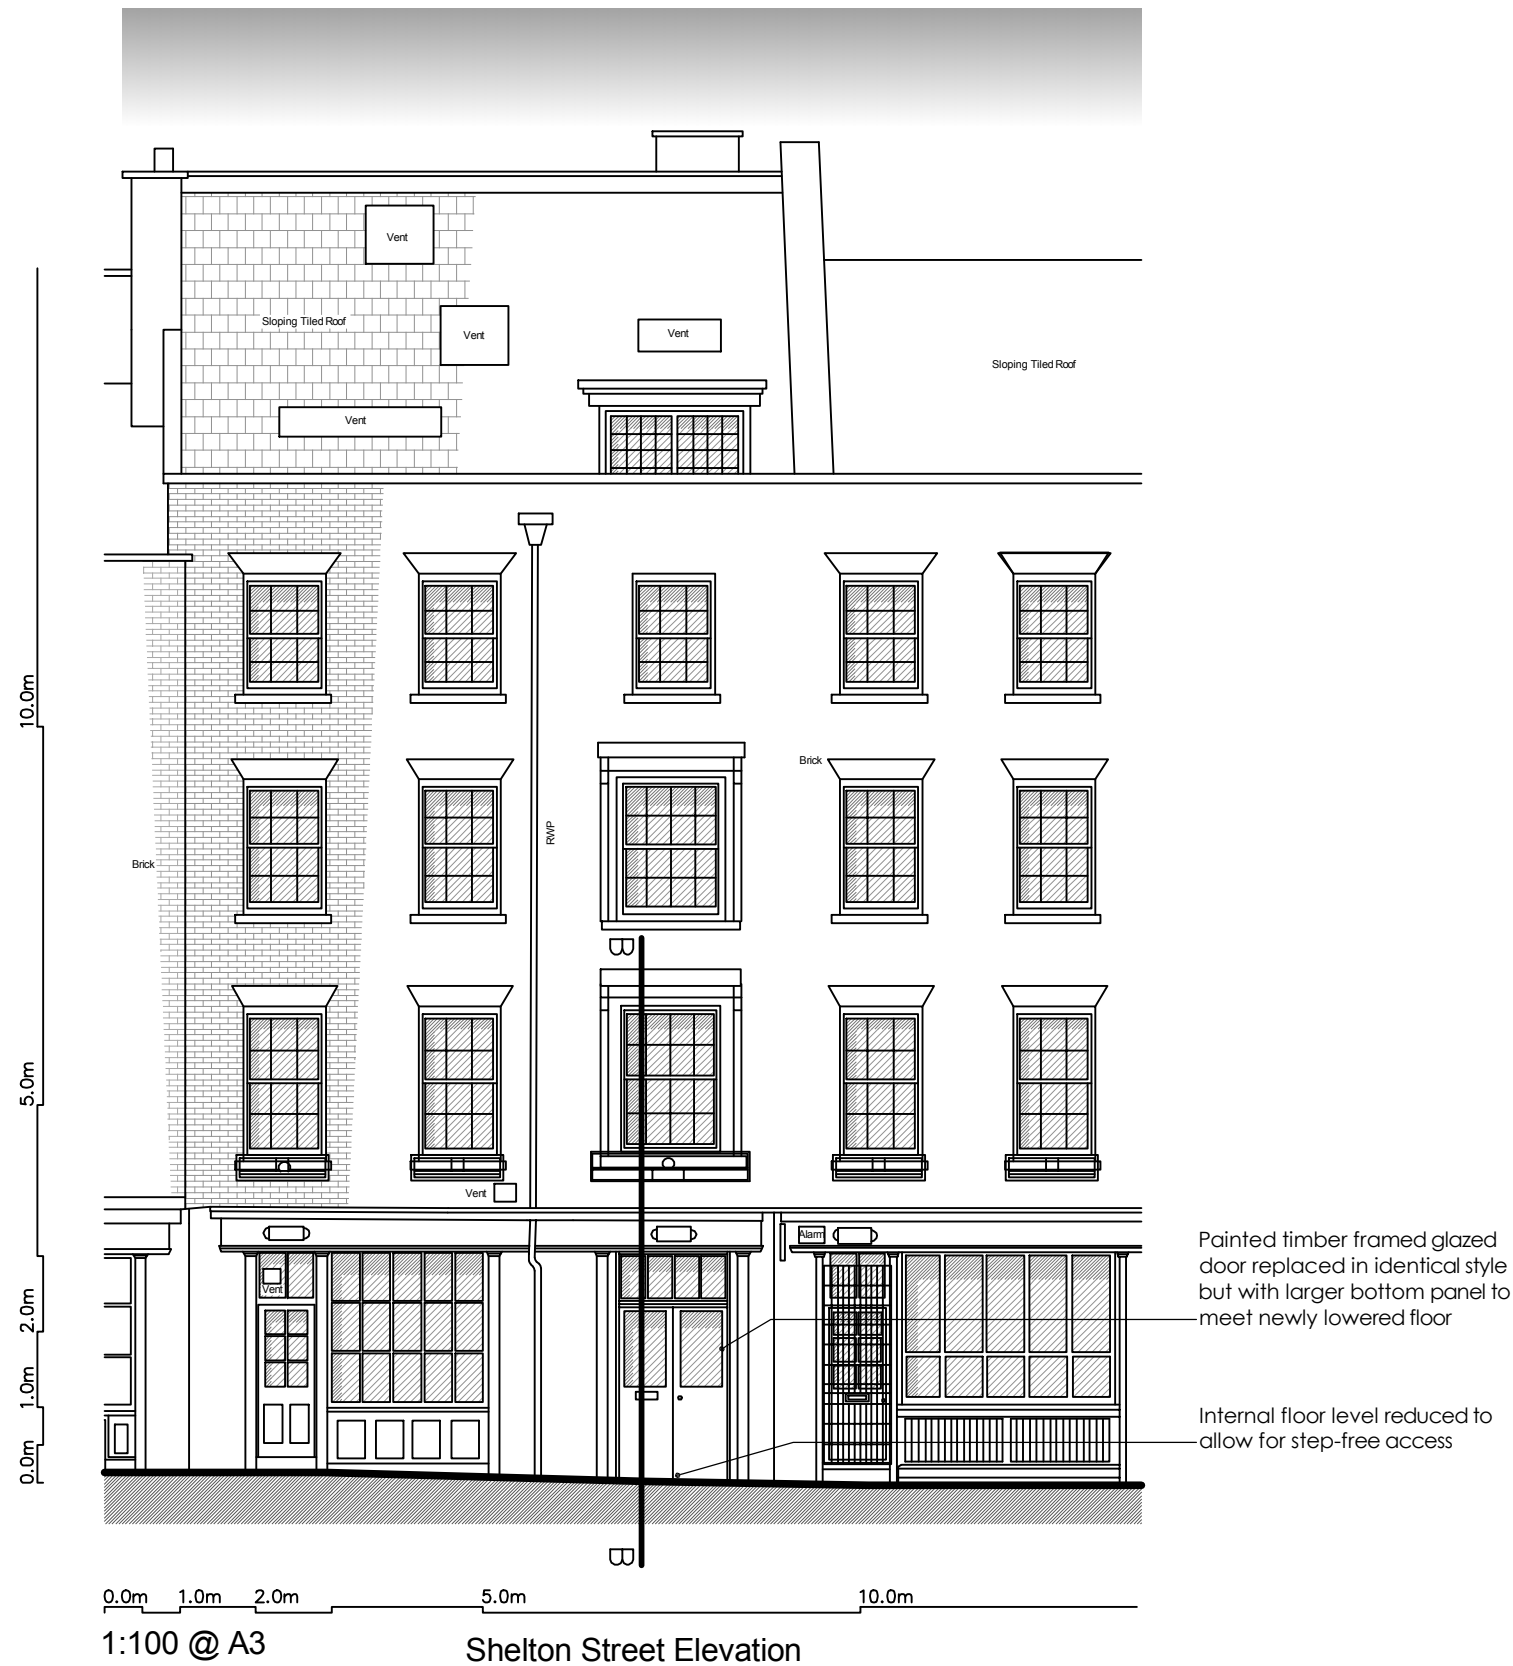 Vent
Sloping Tiled Roof
Vent
Vent
Sloping Tiled Roof
Vent
10.0m
Brick
RWP
Brick
B
5.0m
Vent
Alarm
Vent
Painted timber framed glazed
door replaced in identical style
but with larger bottom panel to
meet newly lowered floor
2.0m
1.0m
Internal floor level reduced to
allow for step-free access
0.0m
B
0.0m 1.0m 2.0m 5.0m 10.0m
1:100 @ A3
Shelton Street Elevation